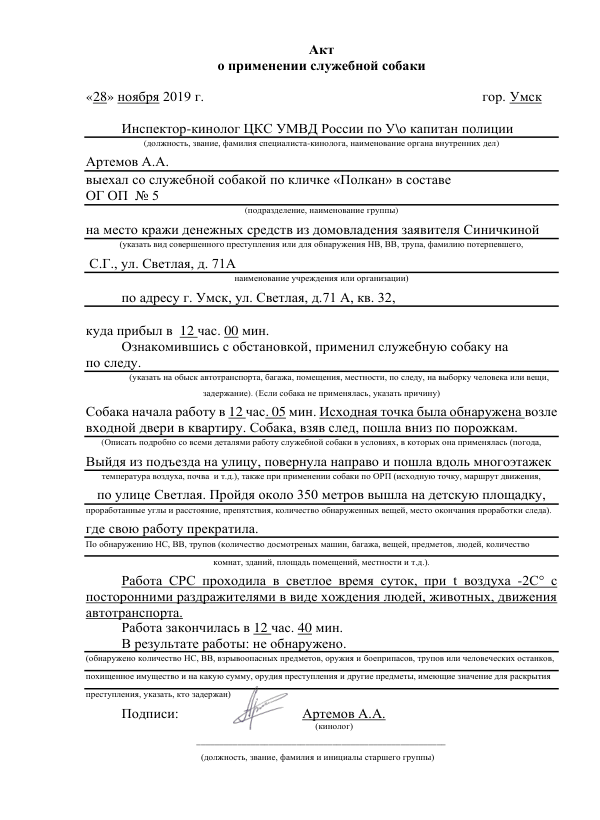 Акт
о применении служебной собаки
«28» ноября 2019 г. гор. Умск
Инспектор-кинолог ЦКС УМВД России по У\о капитан полиции
(должность, звание, фамилия специалиста-кинолога, наименование органа внутренних дел)
Артемов А.А.
выехал со служебной собакой по кличке «Полкан» в составе
ОГ ОП № 5
(подразделение, наименование группы)
на место кражи денежных средств из домовладения заявителя Синичкиной
(указать вид совершенного преступления или для обнаружения НВ, ВВ, трупа, фамилию потерпевшего,
С.Г., ул. Светлая, д. 71А
наименование учреждения или организации)
по адресу г. Умск, ул. Светлая, д.71 А, кв. 32,
куда прибыл в 12 час. 00 мин.
Ознакомившись с обстановкой, применил служебную собаку на
по следу.
(указать на обыск автотранспорта, багажа, помещения, местности, по следу, на выборку человека или вещи,
задержание). (Если собака не применялась, указать причину)
Собака начала работу в 12 час. 05 мин. Исходная точка была обнаружена возле
входной двери в квартиру. Собака, взяв след, пошла вниз по порожкам.
(Описать подробно со всеми деталями работу служебной собаки в условиях, в которых она применялась (погода,
Выйдя из подъезда на улицу, повернула направо и пошла вдоль многоэтажек
температура воздуха, почва и т.д.), также при применении собаки по ОРП (исходную точку, маршрут движения,
по улице Светлая. Пройдя около 350 метров вышла на детскую площадку,
проработанные углы и расстояние, препятствия, количество обнаруженных вещей, место окончания проработки следа).
где свою работу прекратила.
По обнаружению НС, ВВ, трупов (количество досмотреных машин, багажа, вещей, предметов, людей, количество
комнат, зданий, площадь помещений, местности и т.д.).
Работа СРС проходила в светлое время суток, при t воздуха -2С° с
посторонними раздражителями в виде хождения людей, животных, движения
автотранспорта.
Работа закончилась в 12 час. 40 мин.
В результате работы: не обнаружено.
(обнаружено количество НС, ВВ, взрывоопасных предметов, оружия и боеприпасов, трупов или человеческих останков,
похищенное имущество и на какую сумму, орудия преступления и другие предметы, имеющие значение для раскрытия
преступления, указать, кто задержан)
Подписи: Артемов А.А.
(кинолог)
(должность, звание, фамилия и инициалы старшего группы)